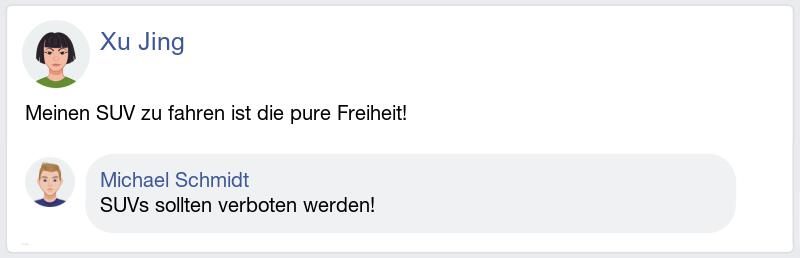 Xu Jing
Meinen SUV zu fahren ist die pure Freiheit!
Michael Schmidt
SUVs sollten verboten werden!